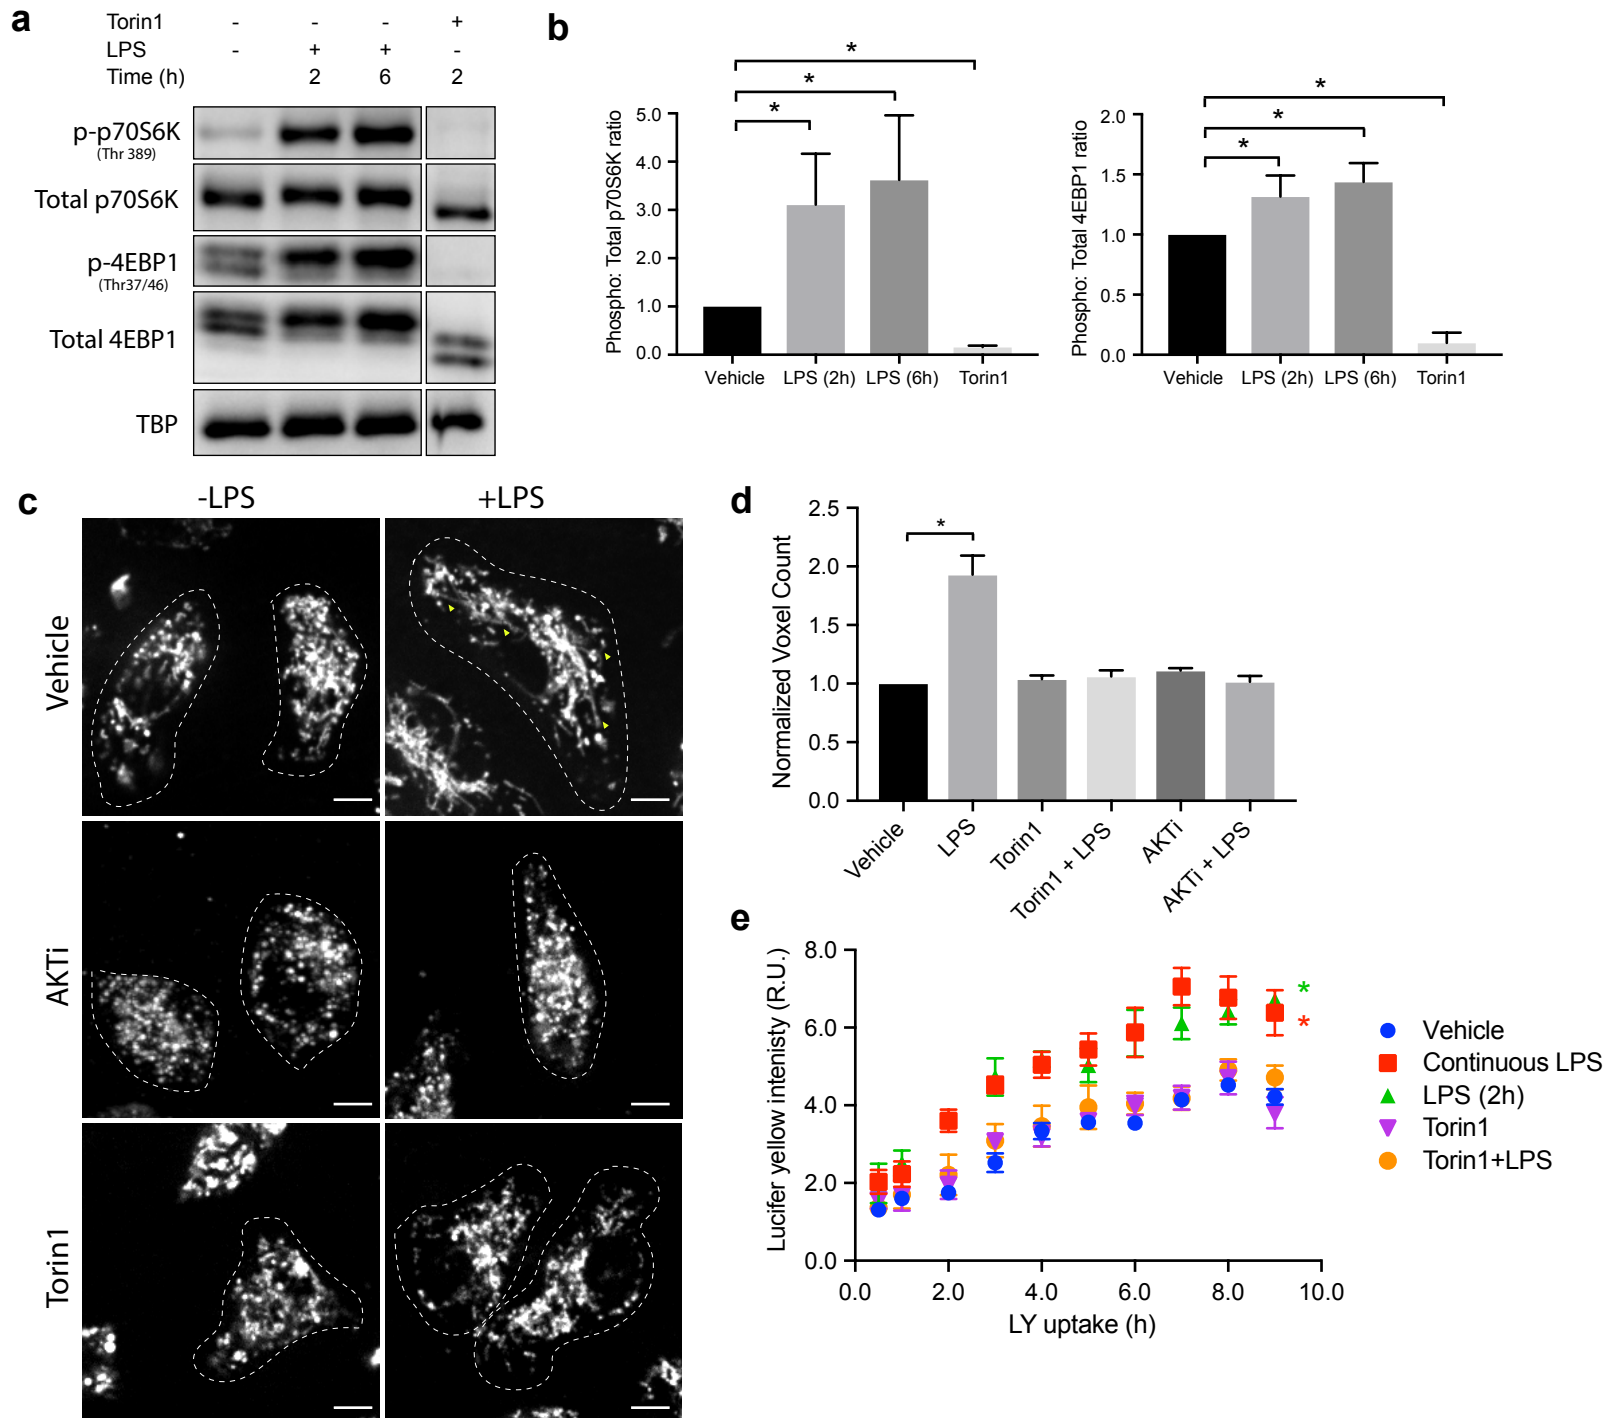 a
Torin1 - - - +
LPS - + + -
Time (h) 2 6 2
p-p70S6K
(Thr 389)
Total p70S6K
p-4EBP1
(Thr37/46)
Total 4EBP1
TBP
b
* * *
Phospho: Total p70S6K ratio
5.0
4.0
3.0
2.0
1.0
0.0
Vehicle LPS (2h) LPS (6h) Torin1
* * *
Phospho: Total 4EBP1 ratio
2.0
1.5
1.0
0.5
0.0
Vehicle LPS (2h) LPS (6h) Torin1
c
-LPS +LPS
Vehicle
AKTi
Torin1
d
*
Normalized Voxel Count
2.5
2.0
1.5
1.0
0.5
0.0
Vehicle LPS Torin1 Torin1 + LPS AKTi AKTi + LPS
e
Lucifer yellow intenisty (R.U.)
8.0
6.0
4.0
2.0
0.0
0.0 2.0 4.0 6.0 8.0 10.0
LY uptake (h)
*
*
Vehicle
Continuous LPS
LPS (2h)
Torin1
Torin1+LPS